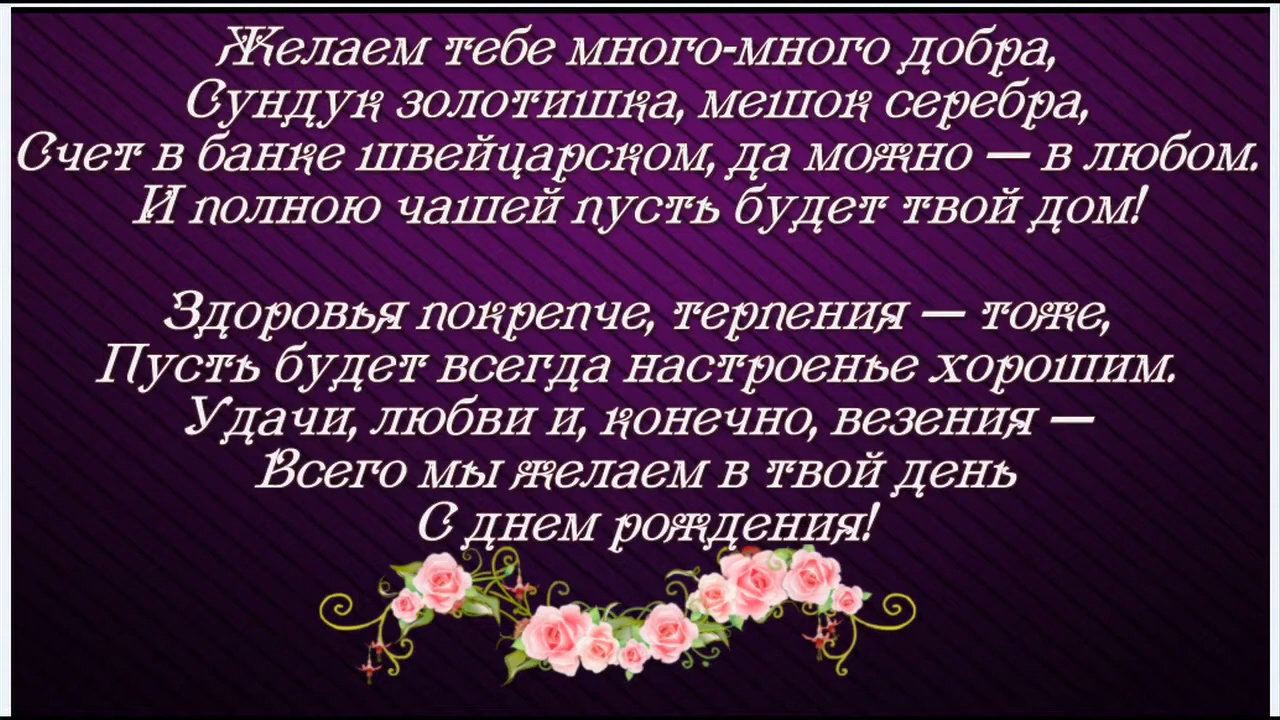 Желаем тебе много-много добра,
Сундук золотишка, мешок серебра,
Счет в банке швейцарском, да можно — в любом.
И полною чашей пусть будет твой дом!
Здоровья покрепче, терпения — тоже,
Пусть будет всегда настроенье хорошим.
Удачи, любви и, конечно, везения —
Всего мы желаем в твой день
С днем рождения!